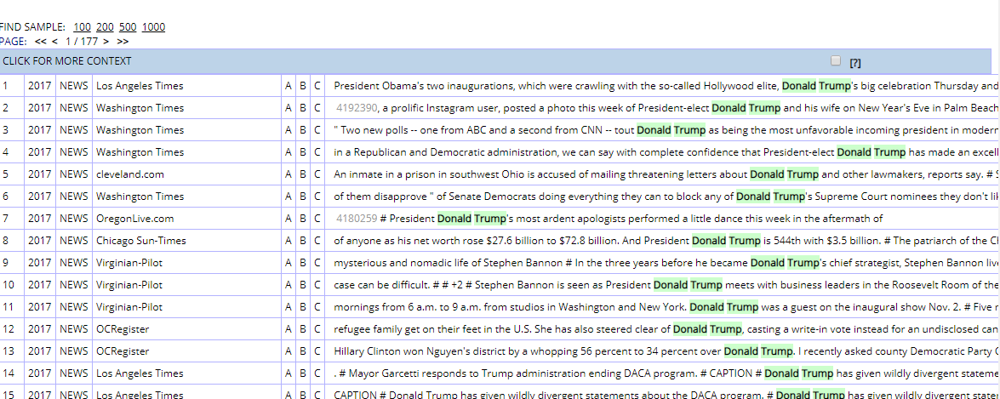 FIND SAMPLE: 100 200 500 1000
PAGE: << < 1 / 177 > >>
CLICK FOR MORE CONTEXT [?]
1 2017 NEWS Los Angeles Times A B C President Obama's two inaugurations, which were crawling with the so-called Hollywood elite, Donald Trump's big celebration Thursday and
2 2017 NEWS Washington Times A B C 4192390, a prolific Instagram user, posted a photo this week of President-elect Donald Trump and his wife on New Year's Eve in Palm Beach
3 2017 NEWS Washington Times A B C " Two new polls -- one from ABC and a second from CNN -- tout Donald Trump as being the most unfavorable incoming president in modern
4 2017 NEWS Washington Times A B C in a Republican and Democratic administration, we can say with complete confidence that President-elect Donald Trump has made an excell
5 2017 NEWS cleveland.com A B C An inmate in a prison in southwest Ohio is accused of mailing threatening letters about Donald Trump and other lawmakers, reports say. #
6 2017 NEWS Washington Times A B C of them disapprove " of Senate Democrats doing everything they can to block any of Donald Trump's Supreme Court nominees they don't li
7 2017 NEWS OregonLive.com A B C 4180259 # President Donald Trump's most ardent apologists performed a little dance this week in the aftermath of
8 2017 NEWS Chicago Sun-Times A B C of anyone as his net worth rose $27.6 billion to $72.8 billion. And President Donald Trump is 544th with $3.5 billion. # The patriarch of the
9 2017 NEWS Virginian-Pilot A B C mysterious and nomadic life of Stephen Bannon # In the three years before he became Donald Trump's chief strategist, Stephen Bannon live
10 2017 NEWS Virginian-Pilot A B C case can be difficult. # # +2 # Stephen Bannon is seen as President Donald Trump meets with business leaders in the Roosevelt Room of the
11 2017 NEWS Virginian-Pilot A B C mornings from 6 a.m. to 9 a.m. from studios in Washington and New York. Donald Trump was a guest on the inaugural show Nov. 2. # Five
12 2017 NEWS OCRegister A B C refugee family get on their feet in the U.S. She has also steered clear of Donald Trump, casting a write-in vote instead for an undisclosed can
13 2017 NEWS OCRegister A B C Hillary Clinton won Nguyen's district by a whopping 56 percent to 34 percent over Donald Trump. I recently asked county Democratic Party
14 2017 NEWS Los Angeles Times A B C . # Mayor Garcetti responds to Trump administration ending DACA program. # CAPTION # Donald Trump has given wildly divergent stateme
15 2017 NEWS Los Angeles Times A B C CAPTION # Donald Trump has given wildly divergent statements about the DACA program. # Donald Trump has given wildly divergent state